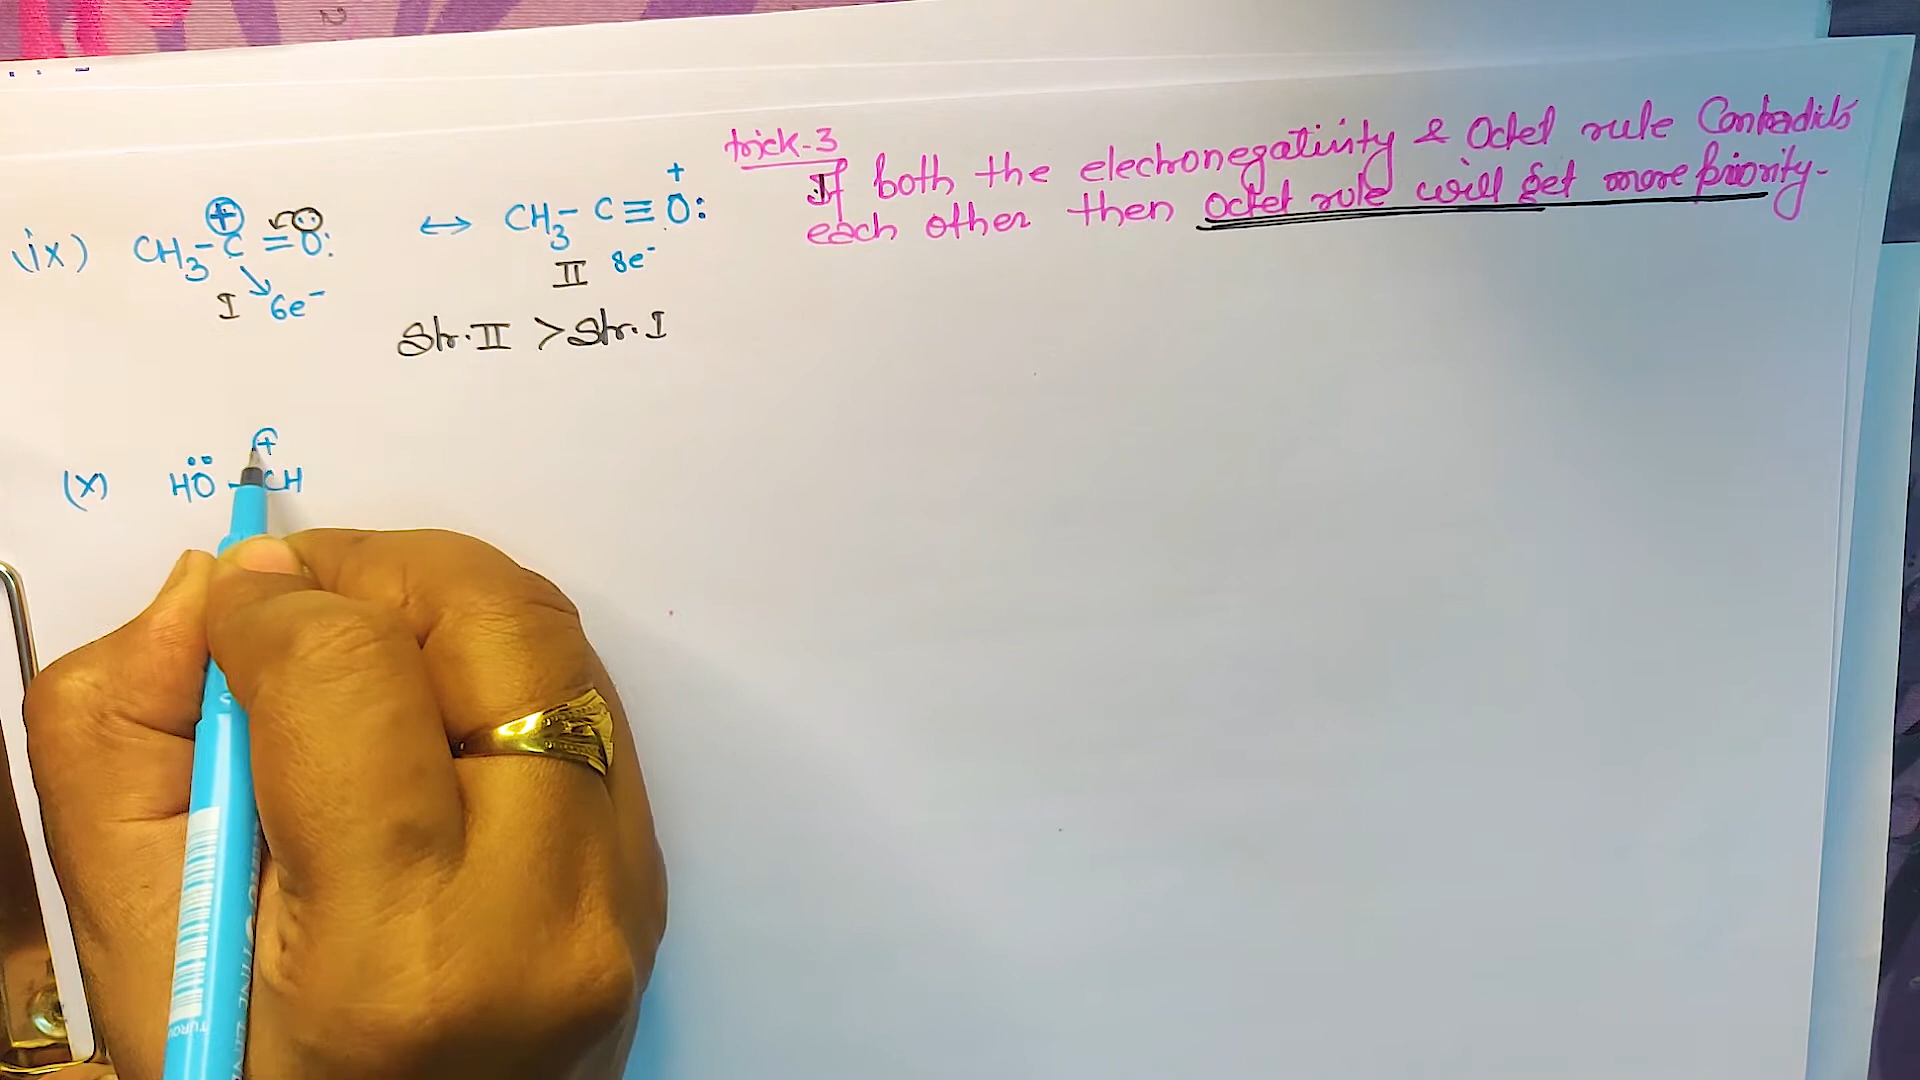 trick-3
If both the electronegativity & Octet rule Contradicts
each other then Octet rule will get more priority.
(ix) CH3-C⊕=Ö: ↔ CH3-C≡O+:
I 6e- II 8e-
Str.II > Str.I
(x) HÖ - ⊕CH